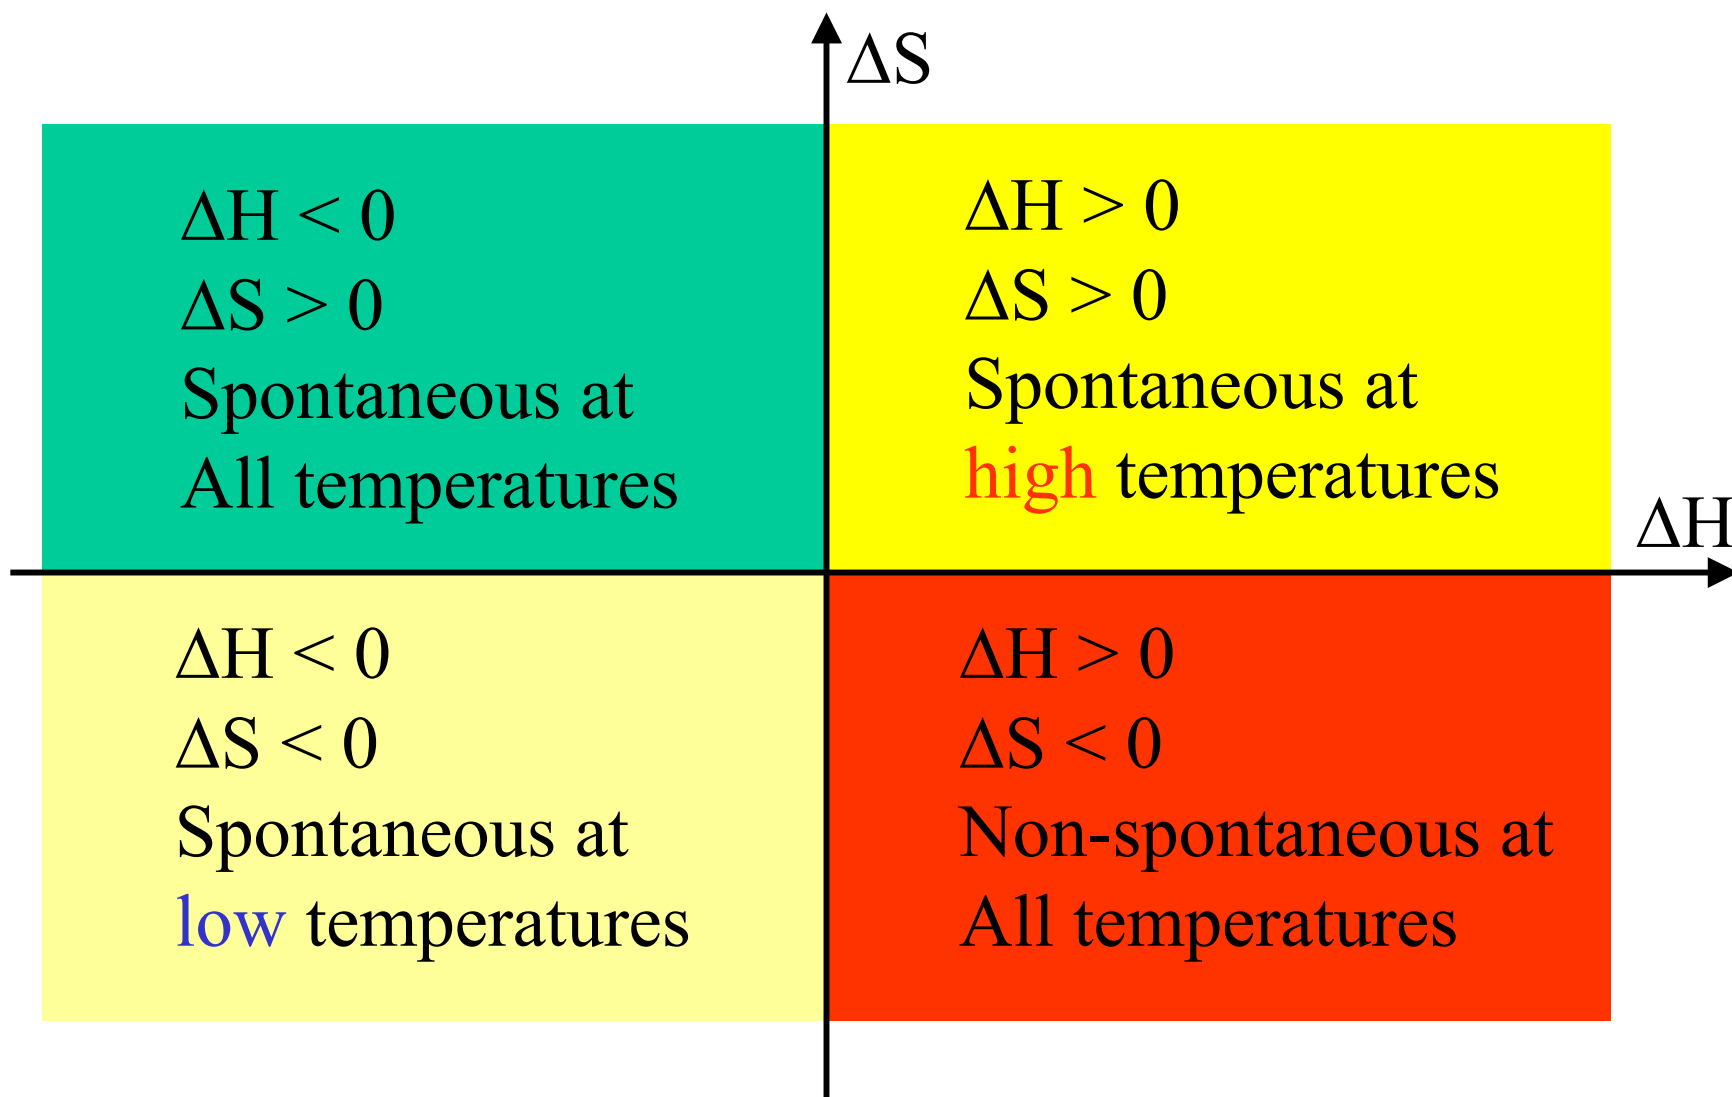 ΔS
ΔH < 0
ΔS > 0
Spontaneous at
All temperatures
ΔH > 0
ΔS > 0
Spontaneous at
high temperatures
ΔH
ΔH < 0
ΔS < 0
Spontaneous at
low temperatures
ΔH > 0
ΔS < 0
Non-spontaneous at
All temperatures